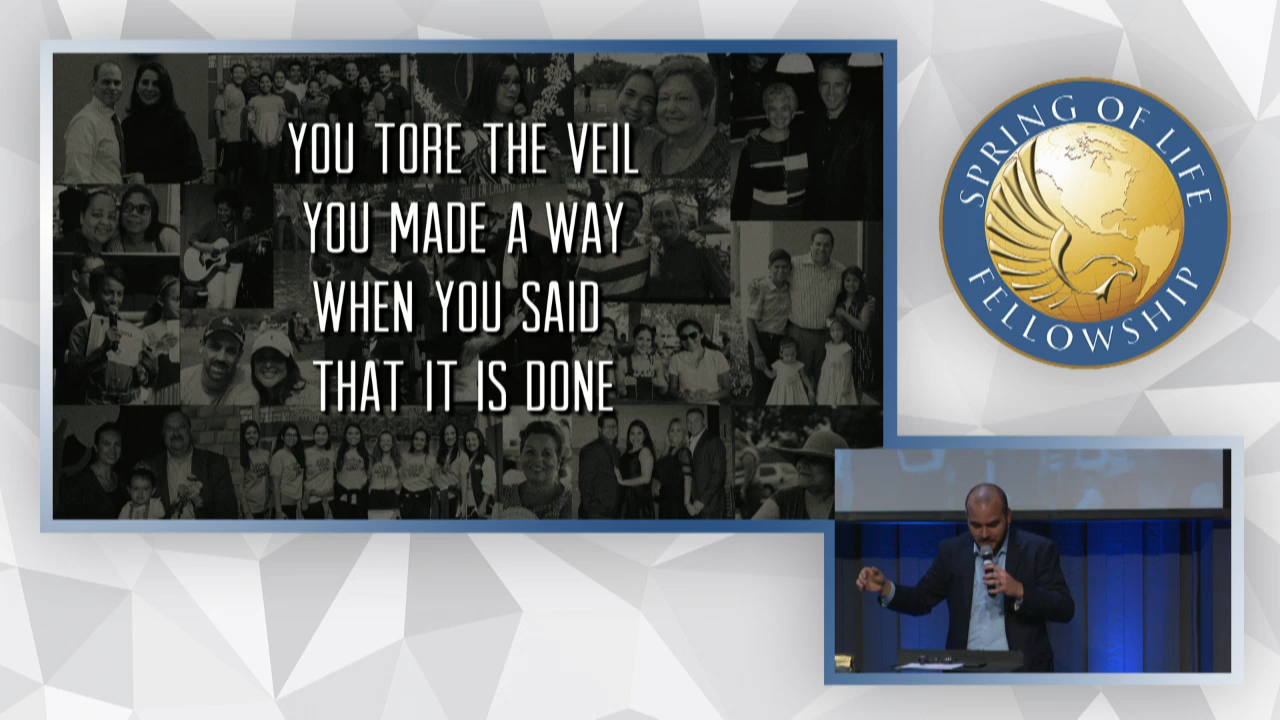 YOU TORE THE VEIL
YOU MADE A WAY
WHEN YOU SAID
THAT IT IS DONE
SPRING OF LIFE
FELLOWSHIP